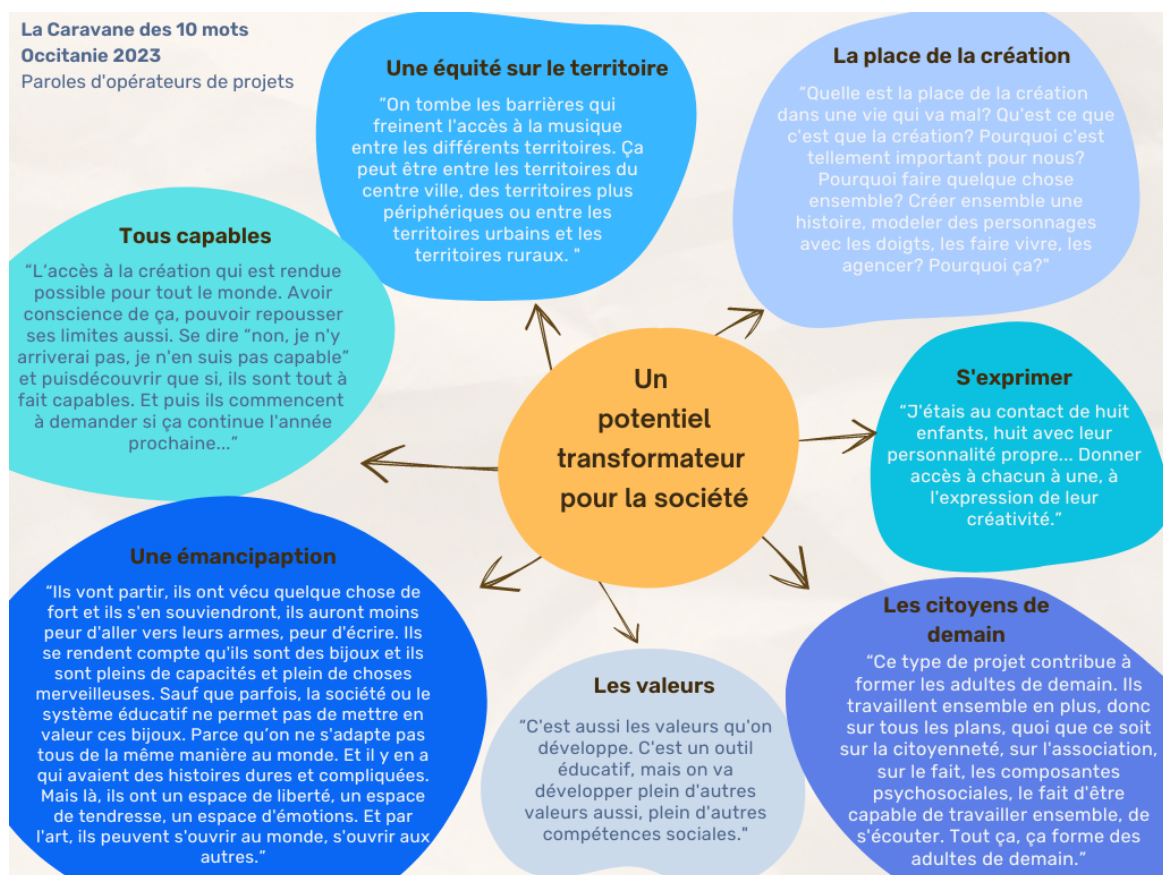 La Caravane des 10 mots
Occitanie 2023
Paroles d'opérateurs de projets
Une équité sur le territoire
"On tombe les barrières qui
freinent l'accès à la musique
entre les différents territoires. Ça
peut être entre les territoires du
centre ville, des territoires plus
périphériques ou entre les
territoires urbains et les
territoires ruraux. "
La place de la création
"Quelle est la place de la création
dans une vie qui va mal? Qu'est ce que
c'est que la création? Pourquoi c'est
tellement important pour nous?
Pourquoi faire quelque chose
ensemble? Créer ensemble une
histoire, modeler des personnages
avec les doigts, les faire vivre, les
agencer? Pourquoi ça?"
Tous capables
"L'accès à la création qui est rendue
possible pour tout le monde. Avoir
conscience de ça, pouvoir repousser
ses limites aussi. Se dire "non, je n'y
arriverai pas, je n'en suis pas capable"
et puisdécouvrir que si, ils sont tout à
fait capables. Et puis ils commencent
à demander si ça continue l'année
prochaine..."
Un
potentiel
transformateur
pour la société
S'exprimer
"J'étais au contact de huit
enfants, huit avec leur
personnalité propre... Donner
accès à chacun à une, à
l'expression de leur
créativité."
Une émancipaption
"Ils vont partir, ils ont vécu quelque chose de
fort et ils s'en souviendront, ils auront moins
peur d'aller vers leurs armes, peur d'écrire. Ils
se rendent compte qu'ils sont des bijoux et ils
sont pleins de capacités et plein de choses
merveilleuses. Sauf que parfois, la société ou le
système éducatif ne permet pas de mettre en
valeur ces bijoux. Parce qu'on ne s'adapte pas
tous de la même manière au monde. Et il y en a
qui avaient des histoires dures et compliquées.
Mais là, ils ont un espace de liberté, un espace
de tendresse, un espace d'émotions. Et par
l'art, ils peuvent s'ouvrir au monde, s'ouvrir aux
autres."
Les valeurs
"C'est aussi les valeurs qu'on
développe. C'est un outil
éducatif, mais on va
développer plein d'autres
valeurs aussi, plein d'autres
compétences sociales."
Les citoyens de
demain
"Ce type de projet contribue à
former les adultes de demain. Ils
travaillent ensemble en plus, donc
sur tous les plans, quoi que ce soit
sur la citoyenneté, sur l'association,
sur le fait, les composantes
psychosociales, le fait d'être
capable de travailler ensemble, de
s'écouter. Tout ça, ça forme des
adultes de demain."